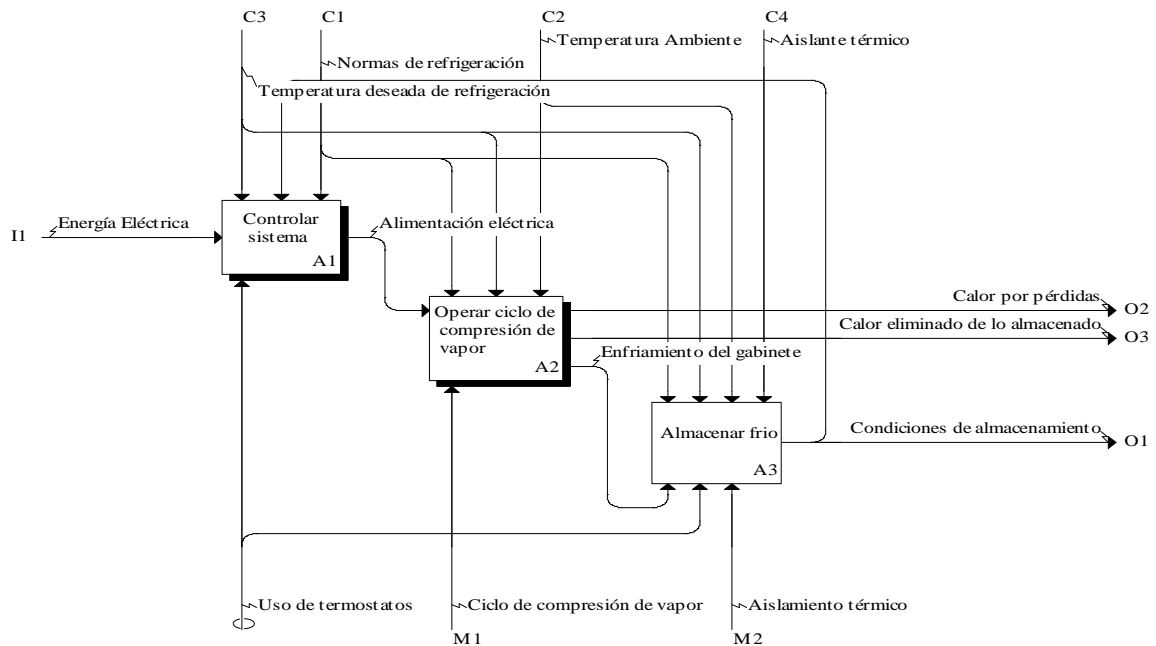 C3
C1
C2
C4
Temperatura Ambiente
Aislante térmico
Normas de refrigeración
Temperatura deseada de refrigeración
Controlar
sistema
A1
I1
Energía Eléctrica
Alimentación eléctrica
Operar ciclo de
compresión de
vapor
A2
Calor por pérdidas
O2
Calor eliminado de lo almacenado
O3
Enfriamiento del gabinete
Almacenar frio
A3
Condiciones de almacenamiento
O1
Uso de termostatos
Ciclo de compresión de vapor
Aislamiento térmico
M1
M2